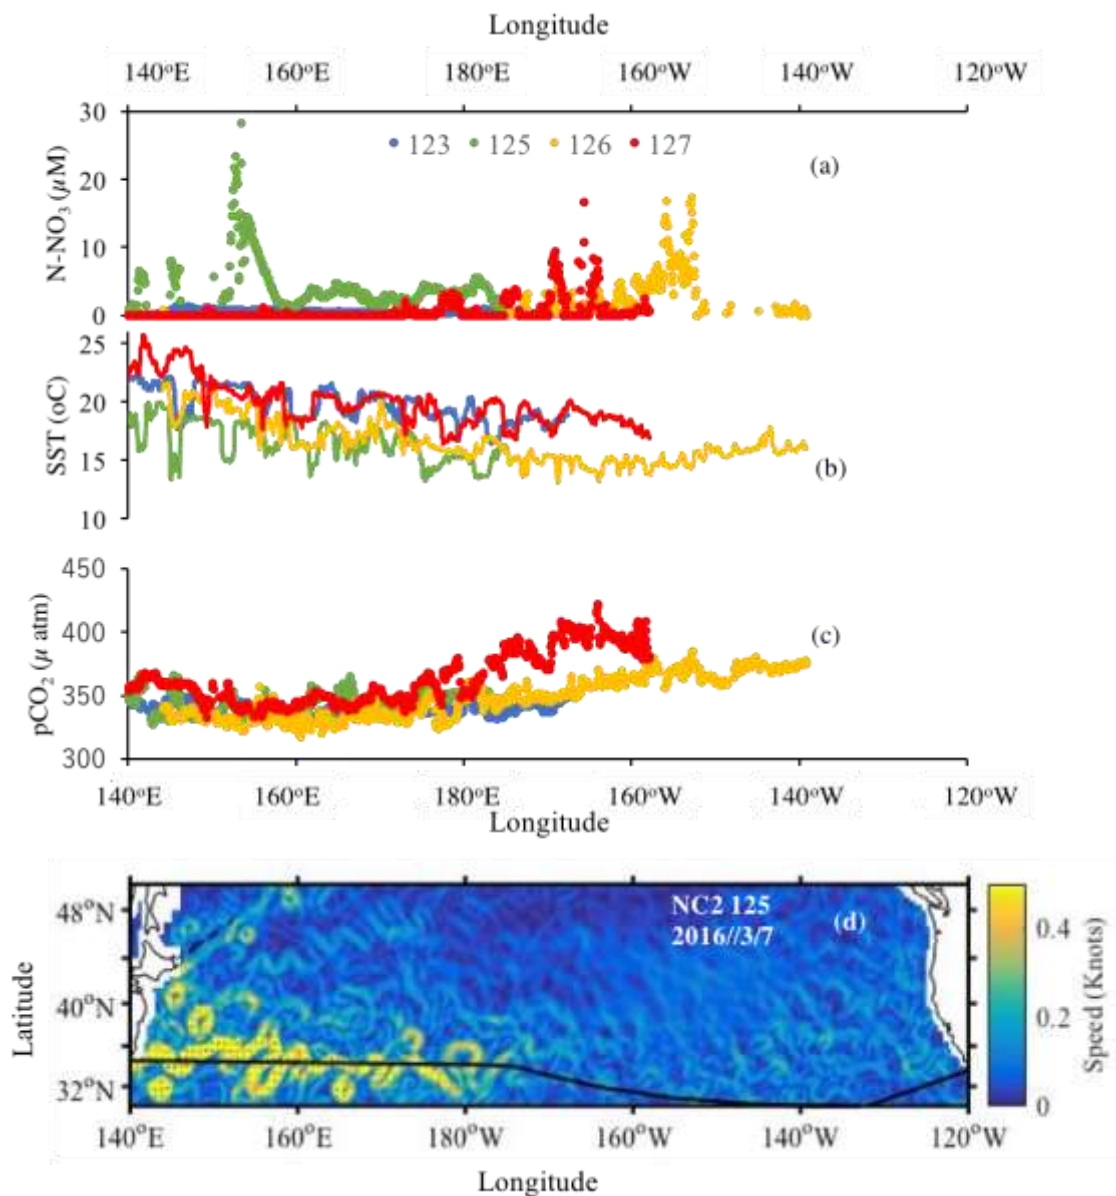 Longitude
140°E 160°E 180°E 160°W 140°W 120°W
30
20
10
0
N-NO₃ (µM)
123 125 126 127
(a)
25
20
15
10
SST (oC)
(b)
450
400
350
300
pCO₂ (µ atm)
(c)
140°E 160°E 180°E 160°W 140°W 120°W
Longitude
48°N
40°N
32°N
Latitude
NC2 125
2016//3/7
(d)
0.4
0.2
0
Speed (Knots)
140°E 160°E 180°W 160°W 140°W 120°W
Longitude